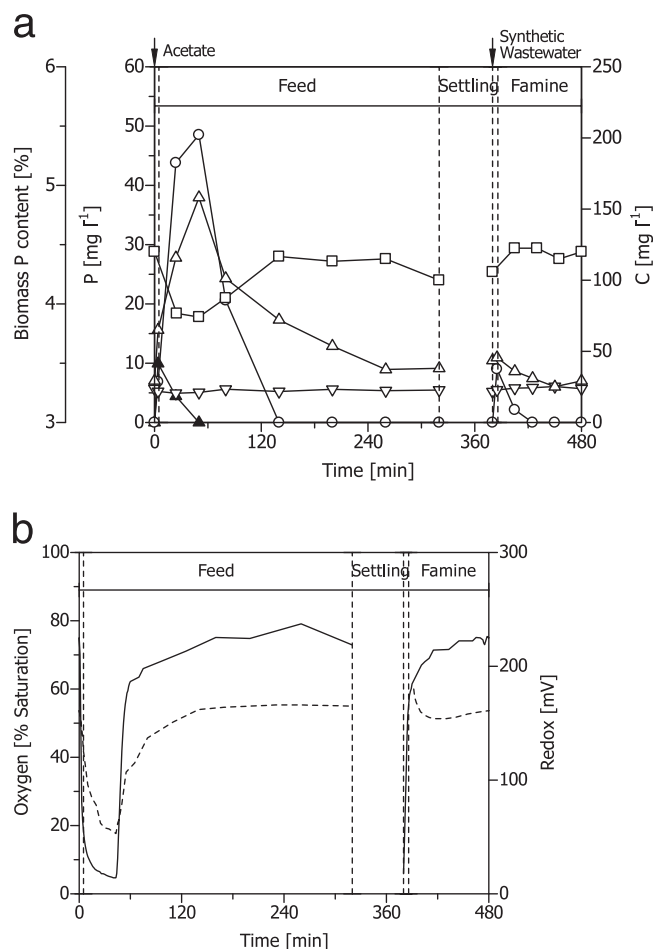 a
Acetate
Synthetic
Wastewater
6
60
250
Feed
Settling
Famine
50
200
5
40
150
30
4
100
20
50
10
3
0
0
0
120
240
360
480
Biomass P content [%]
P [mg l⁻¹]
C [mg l⁻¹]
Time [min]
b
100
300
Feed
Settling
Famine
80
200
60
40
100
20
0
0
0
120
240
360
480
Oxygen [% Saturation]
Redox [mV]
Time [min]